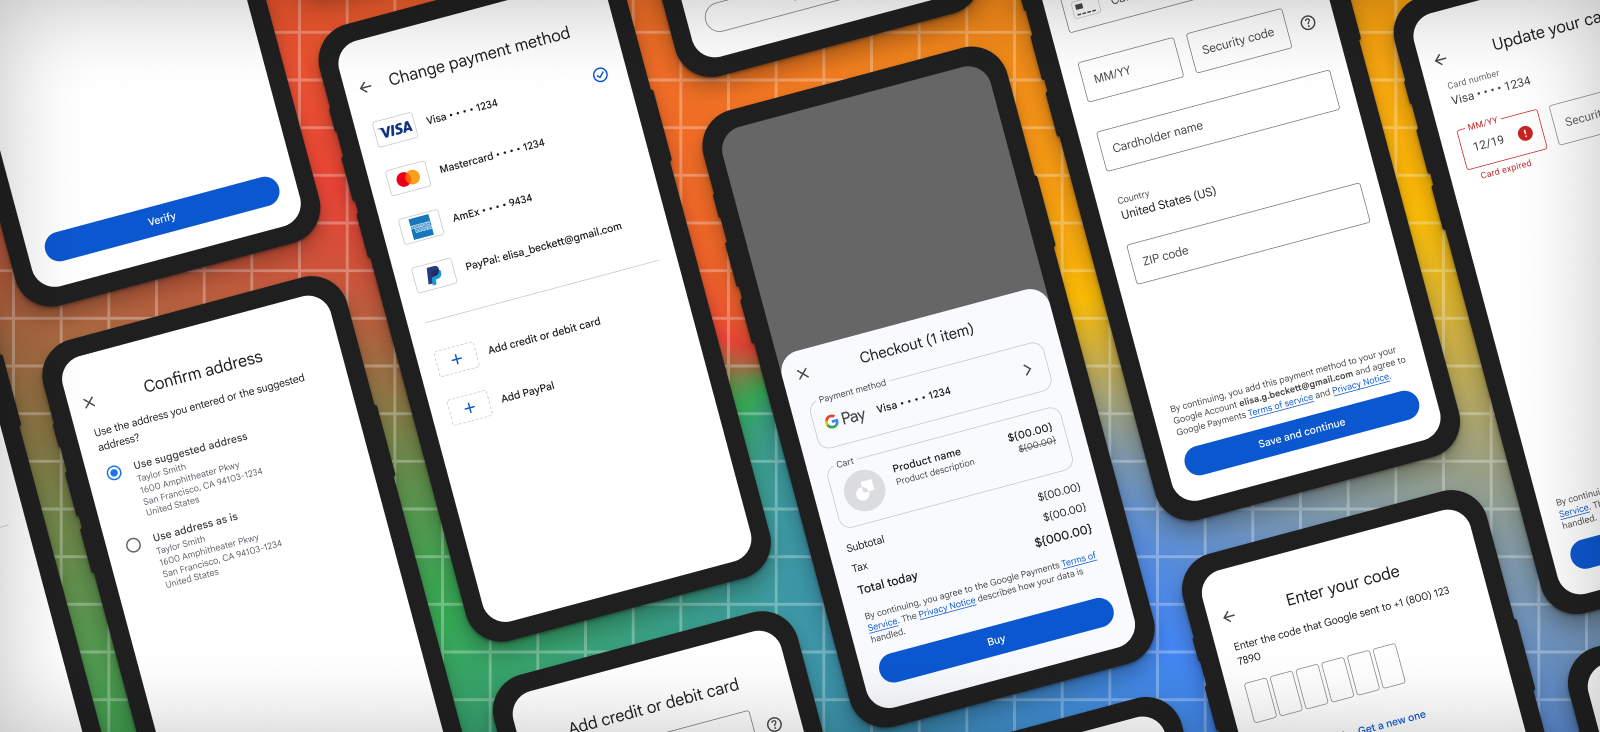 Verify
Confirm address
Use the address you entered or the suggested
address?
Use suggested address
Taylor Smith
1600 Amphitheater Pkwy
San Francisco, CA 94103-1234
United States
Use address as is
Taylor Smith
1600 Amphitheater Pkwy
San Francisco, CA 94103-1234
United States
Change payment method
VISA
Visa •••• 1234
Mastercard •••• 1234
AmEx •••• 9434
PayPal: elisa_beckett@gmail.com
Add credit or debit card
Add PayPal
Add credit or debit card
Checkout (1 item)
Payment method
G Pay Visa •••• 1234
Cart
Product name
Product description
${00.00}
${00.00}
Subtotal ${00.00}
Tax ${00.00}
Total today ${000.00}
By continuing, you agree to the Google Payments Terms of
Service. The Privacy Notice describes how your data is
handled.
Buy
MM/YY
Security code
Cardholder name
Country
United States (US)
ZIP code
By continuing, you add this payment method to your your
Google Account elisa.g.beckett@gmail.com and agree to
Google Payments Terms of service and Privacy Notice.
Save and continue
Enter your code
Enter the code that Google sent to +1 (800) 123
7890
Get a new one
Update your ca
Card number
Visa •••• 1234
MM/YY
12/19
Securit
Card expired
By continui
Service. Th
handled.